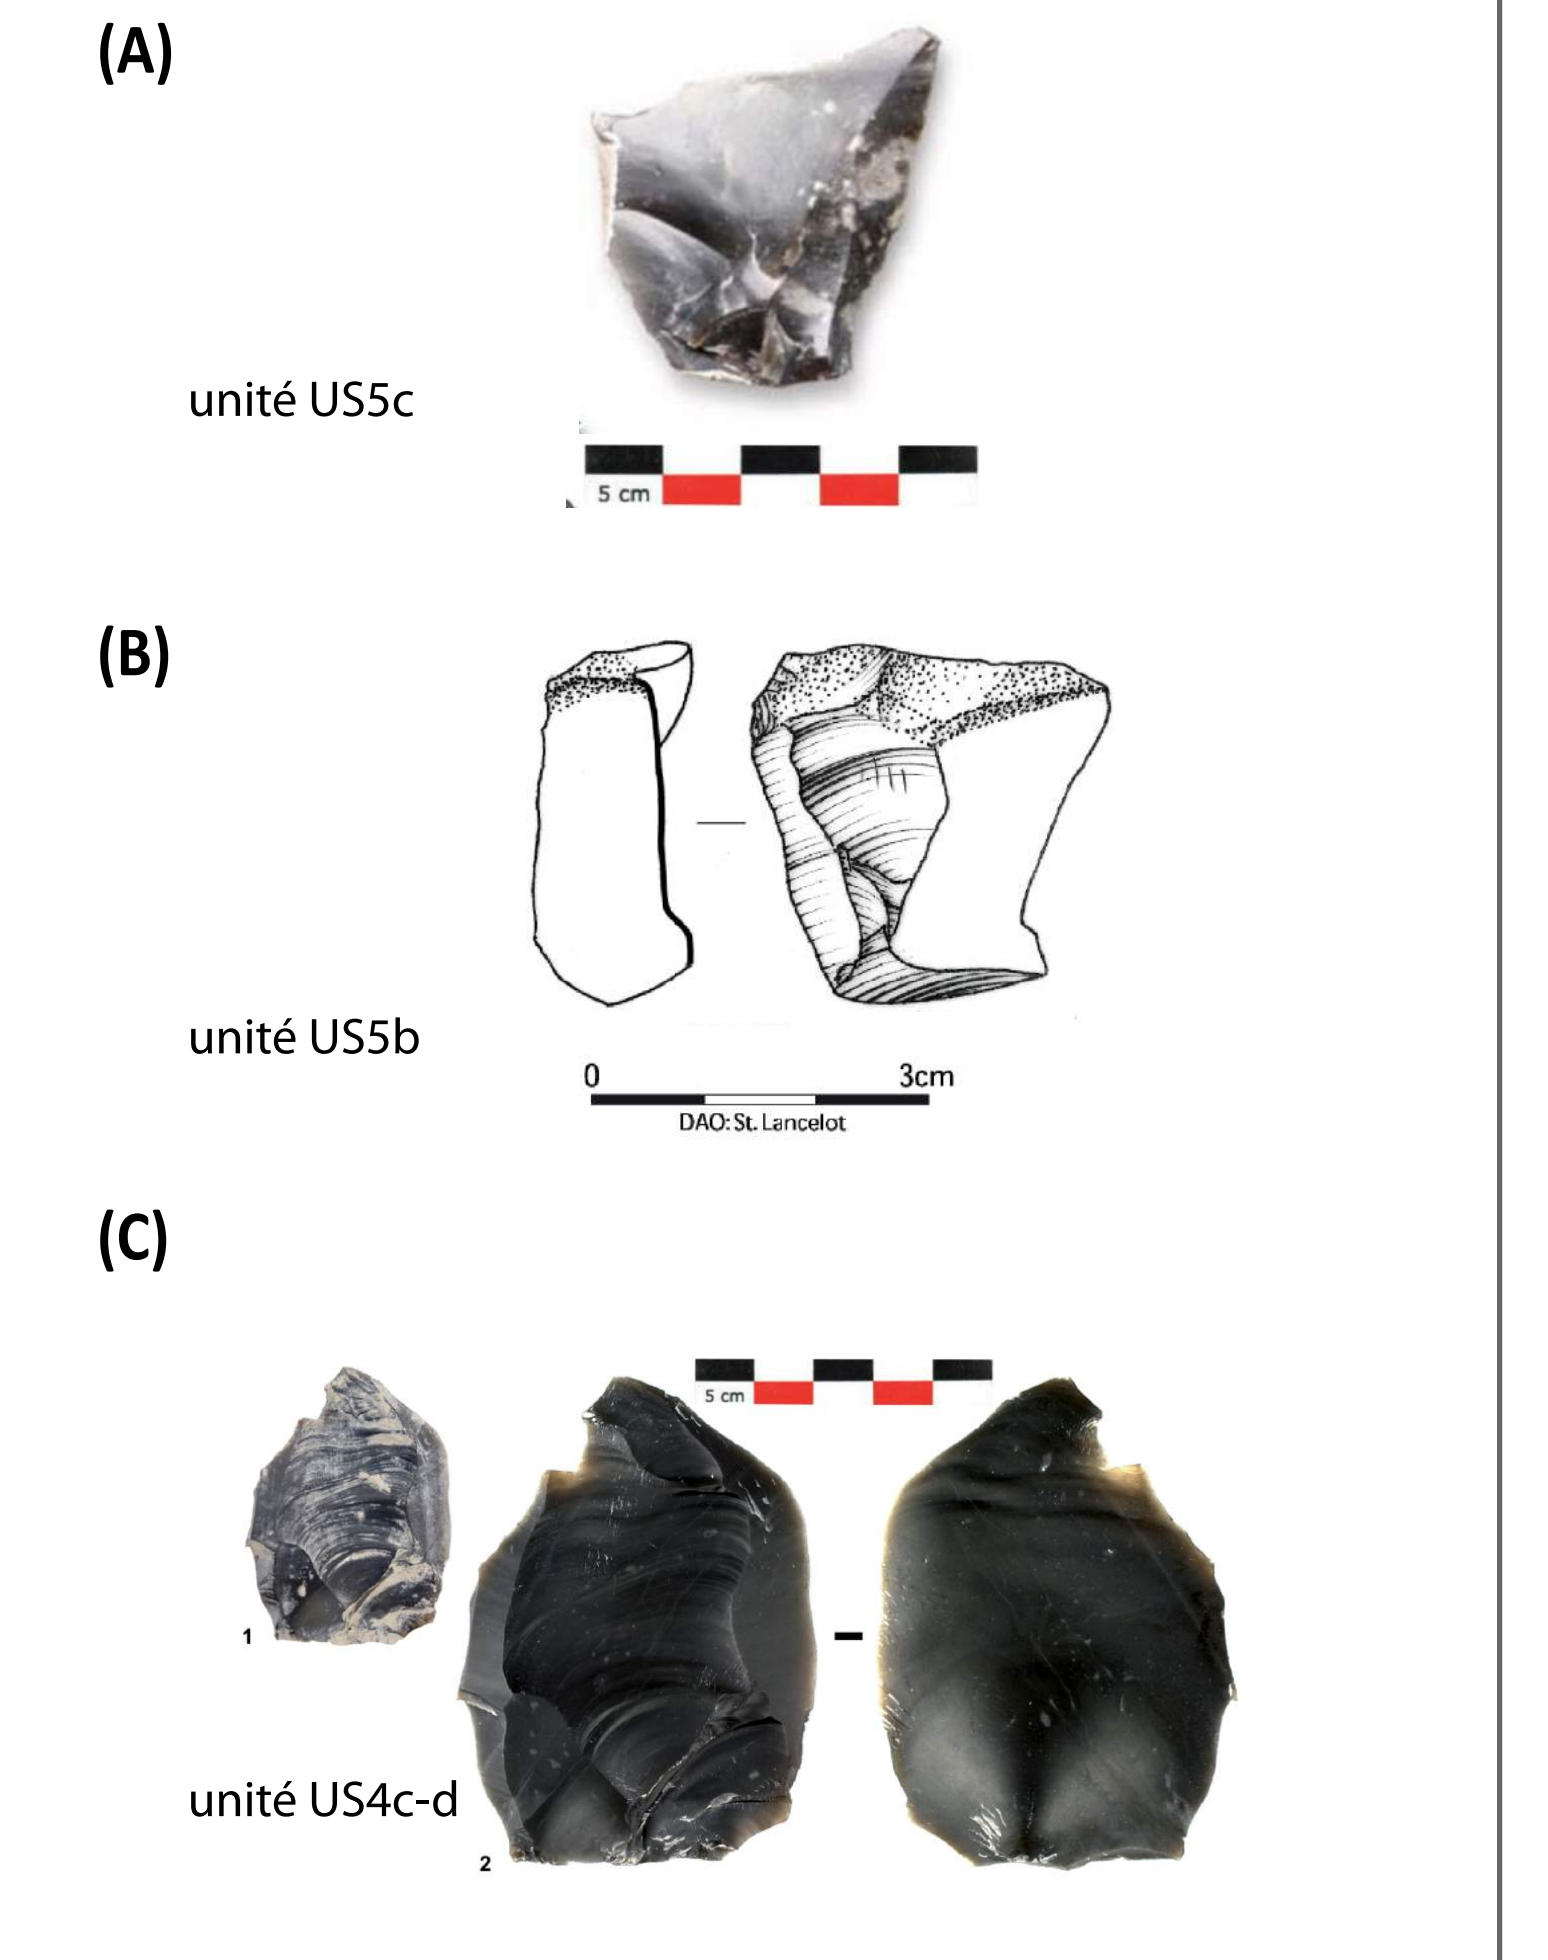 (A)
unité US5c
5 cm
(B)
unité US5b
0 3cm
DAO: St. Lancelot
(C)
5 cm
1
unité US4c-d
2